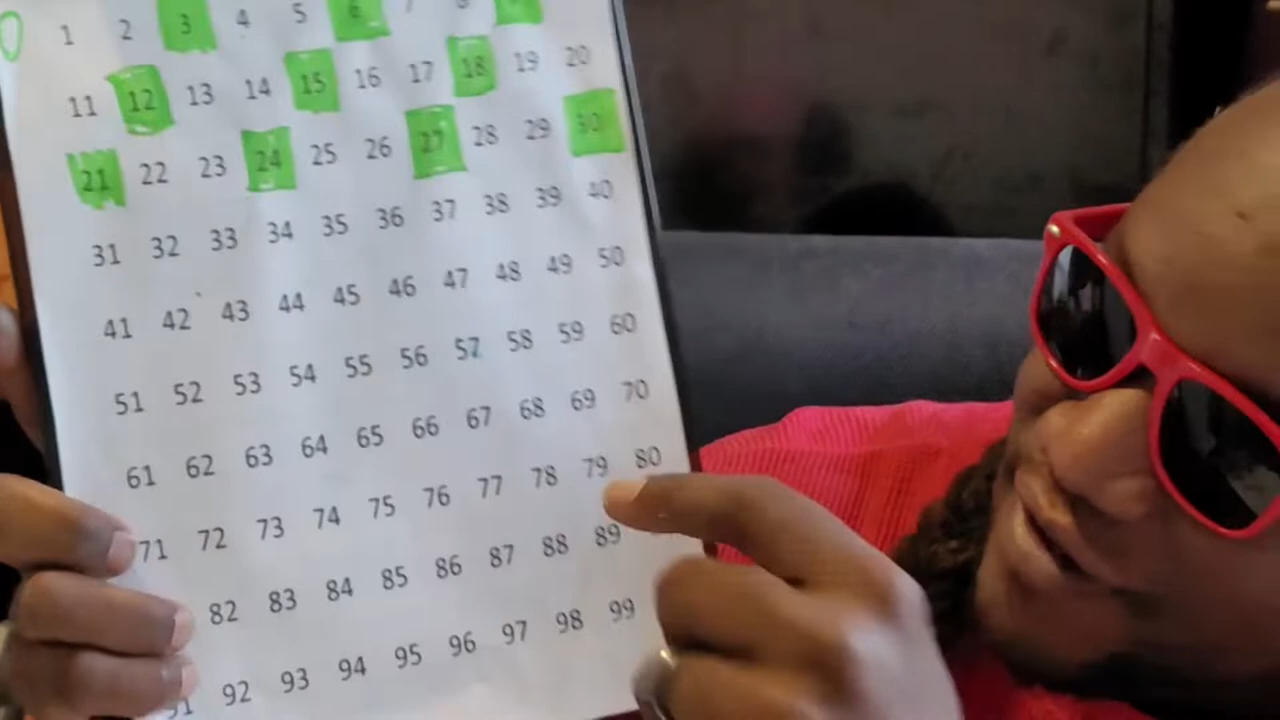 1 2 3 4 5 6 7 8 9
11 12 13 14 15 16 17 18 19 20
21 22 23 24 25 26 27 28 29 30
31 32 33 34 35 36 37 38 39 40
41 42 43 44 45 46 47 48 49 50
51 52 53 54 55 56 57 58 59 60
61 62 63 64 65 66 67 68 69 70
71 72 73 74 75 76 77 78 79 80
82 83 84 85 86 87 88 89
91 92 93 94 95 96 97 98 99